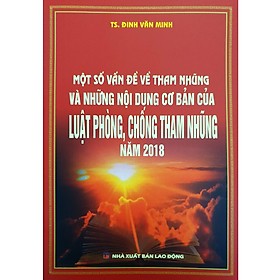 TS. ĐINH VĂN MINH
MỘT SỐ VẤN ĐỀ VỀ THAM NHŨNG
VÀ NHỮNG NỘI DUNG CƠ BẢN CỦA
LUẬT PHÒNG, CHỐNG THAM NHŨNG
NĂM 2018
NHÀ XUẤT BẢN LAO ĐỘNG